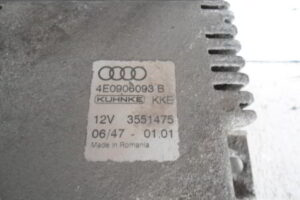 4E0906093 B
KUHNKE KKE
12V 3551475
06/47 - 01.01
Made in Romania